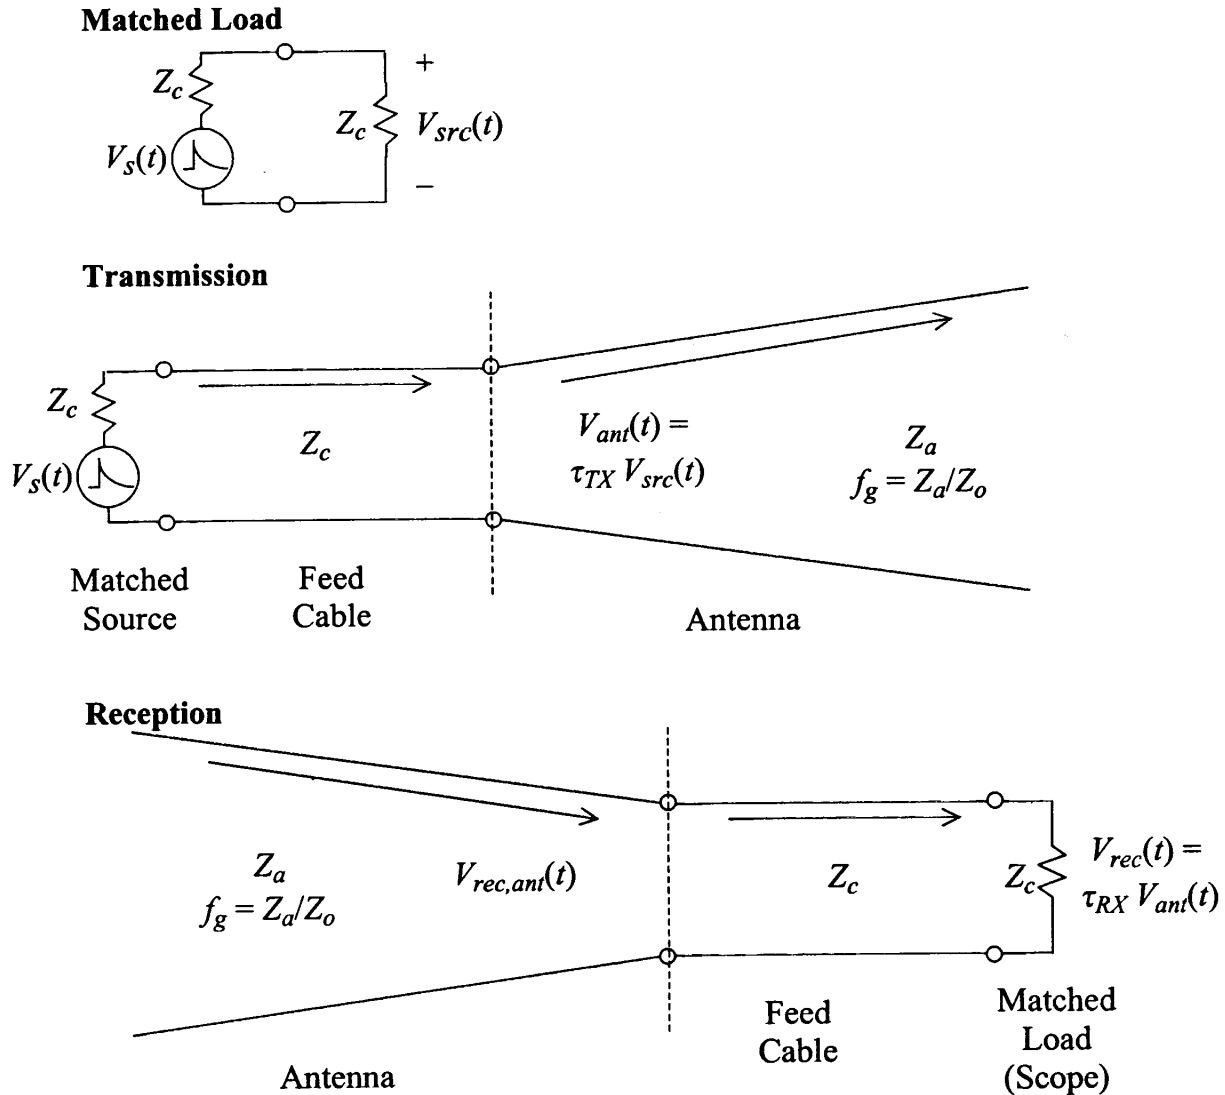 Matched Load
Z_c
V_s(t)
Z_c
+
V_src(t)
−
Transmission
Z_c
V_s(t)
Z_c
V_ant(t) =
τ_TX V_src(t)
Z_a
f_g = Z_a/Z_o
Matched
Source
Feed
Cable
Antenna
Reception
Z_a
f_g = Z_a/Z_o
V_rec,ant(t)
Z_c
Z_c
V_rec(t) =
τ_RX V_ant(t)
Antenna
Feed
Cable
Matched
Load
(Scope)